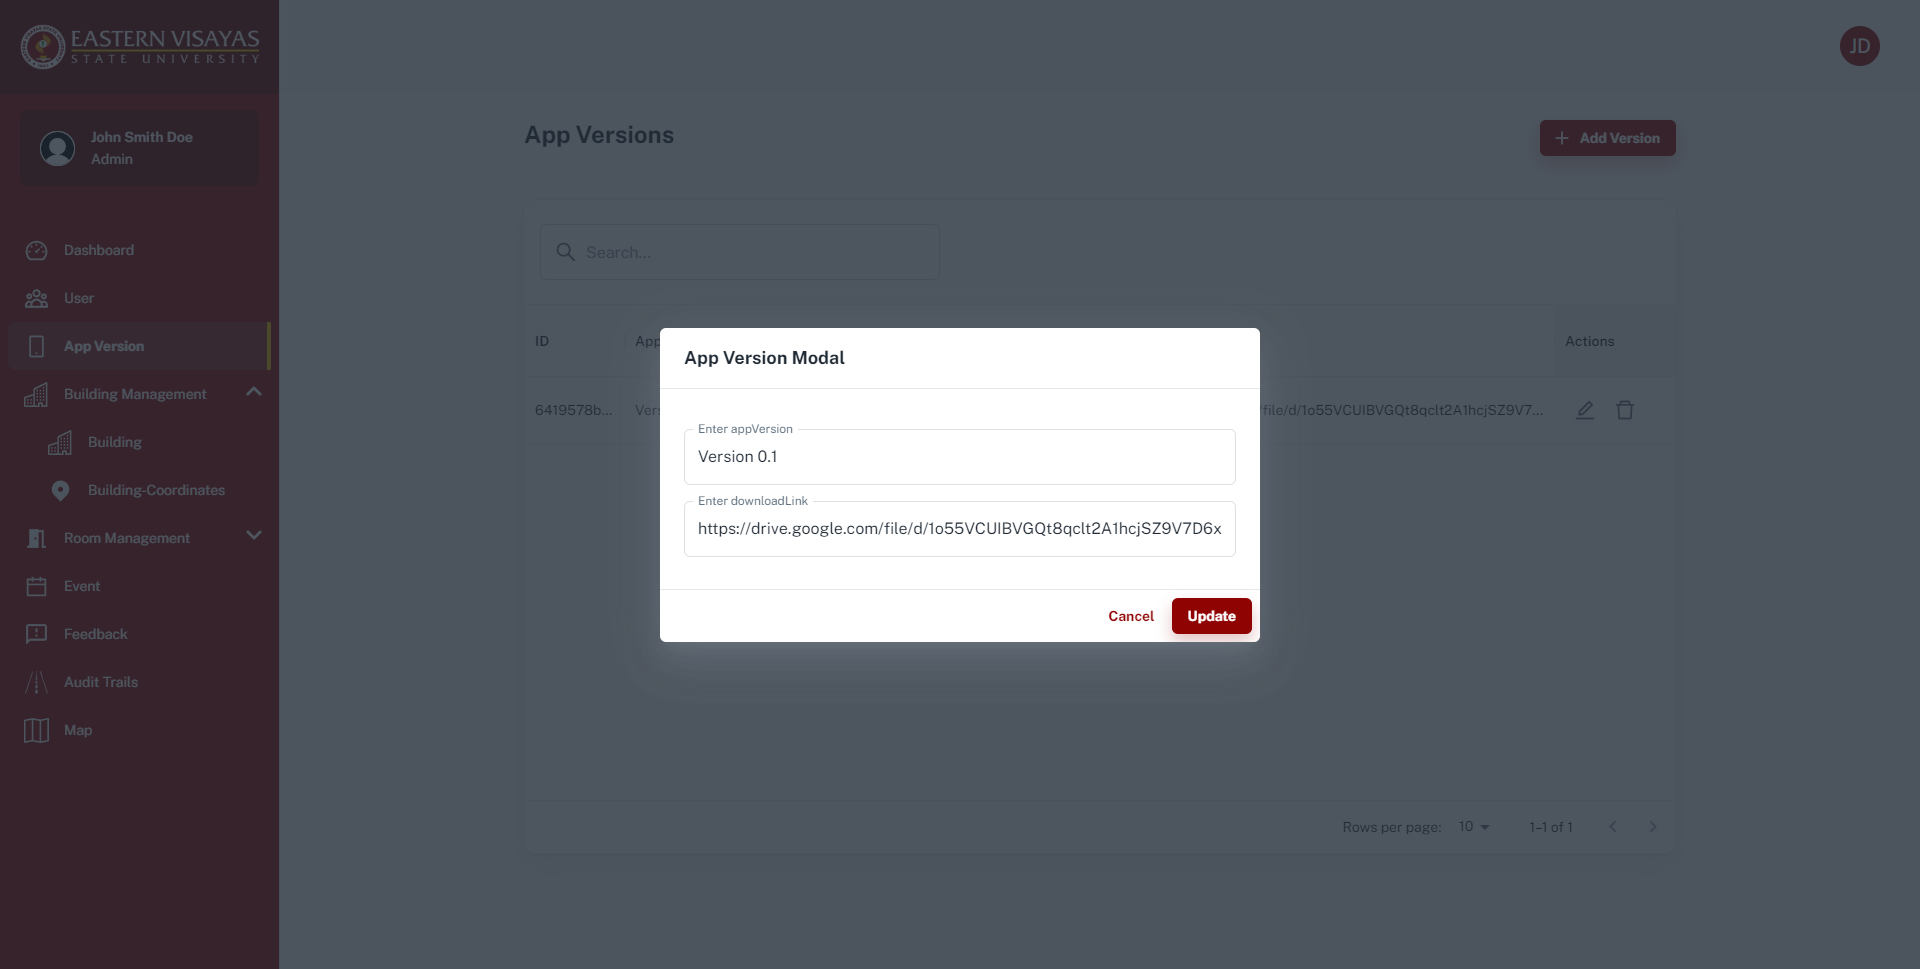 EASTERN VISAYAS
STATE UNIVERSITY
JD
John Smith Doe
Admin
App Versions
Add Version
Dashboard
User
App Version
Building Management
Building
Building-Coordinates
Room Management
Event
Feedback
Audit Trails
Map
Search...
ID
App
Actions
6419578b...
Vers
file/d/1o55VCUIBVGQt8qclt2A1hcjSZ9V7...
App Version Modal
Enter appVersion
Version 0.1
Enter downloadLink
https://drive.google.com/file/d/1o55VCUIBVGQt8qclt2A1hcjSZ9V7D6x
Cancel
Update
Rows per page:
10
1–1 of 1